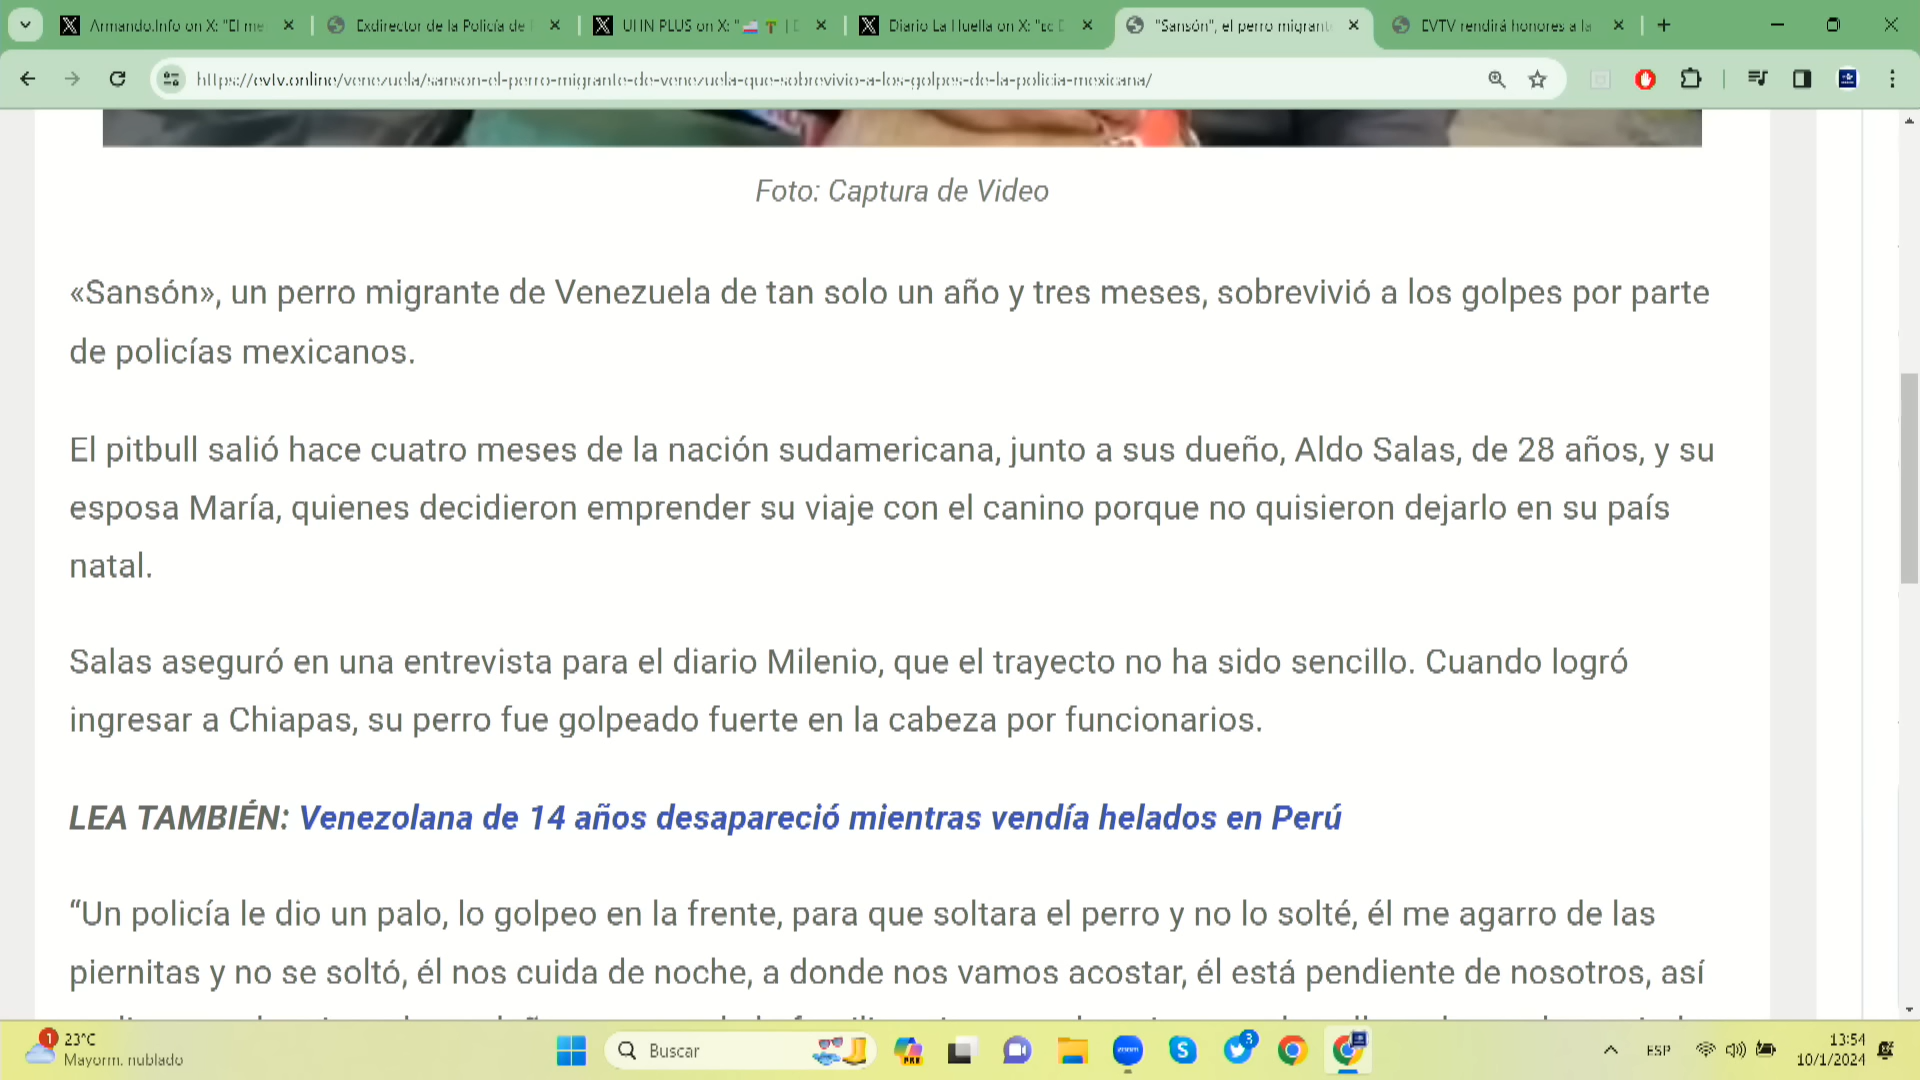 Armando.Info on X: "El me
Exdirector de la Policía de
UHN PLUS on X: "
Diario La Huella on X: "
"Sansón", el perro migrant
EVTV rendirá honores a la
https://evtv.online/venezuela/sanson-el-perro-migrante-de-venezuela-que-sobrevivio-a-los-golpes-de-la-policia-mexicana/
Foto: Captura de Video
«Sansón», un perro migrante de Venezuela de tan solo un año y tres meses, sobrevivió a los golpes por parte
de policías mexicanos.
El pitbull salió hace cuatro meses de la nación sudamericana, junto a sus dueño, Aldo Salas, de 28 años, y su
esposa María, quienes decidieron emprender su viaje con el canino porque no quisieron dejarlo en su país
natal.
Salas aseguró en una entrevista para el diario Milenio, que el trayecto no ha sido sencillo. Cuando logró
ingresar a Chiapas, su perro fue golpeado fuerte en la cabeza por funcionarios.
LEA TAMBIÉN: Venezolana de 14 años desapareció mientras vendía helados en Perú
“Un policía le dio un palo, lo golpeo en la frente, para que soltara el perro y no lo solté, él me agarro de las
piernitas y no se soltó, él nos cuida de noche, a donde nos vamos acostar, él está pendiente de nosotros, así
1
23°C
Mayorm. nublado
Buscar
PRE
zoom
3
ESP
13:54
10/1/2024